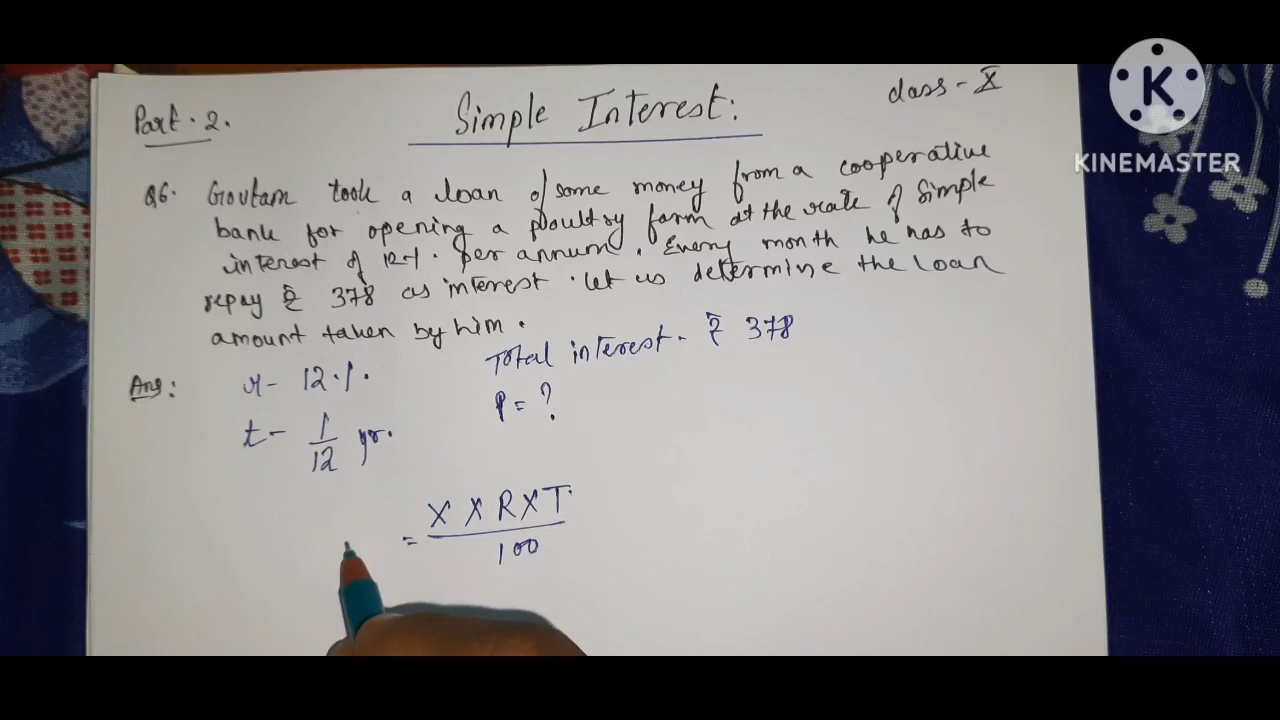 Part. 2.
Simple Interest:
class - X
KINEMASTER
Q6. Goutam took a loan of some money from a cooperative
bank for opening a poultry farm at the rate of simple
interest of 12%. per annum. Every month he has to
repay ₹ 378 as interest. let us determine the loan
amount taken by him.
Ans:
r - 12%.
Total interest - ₹ 378
t - 1/12 yr.
P = ?
= X × R × T / 100